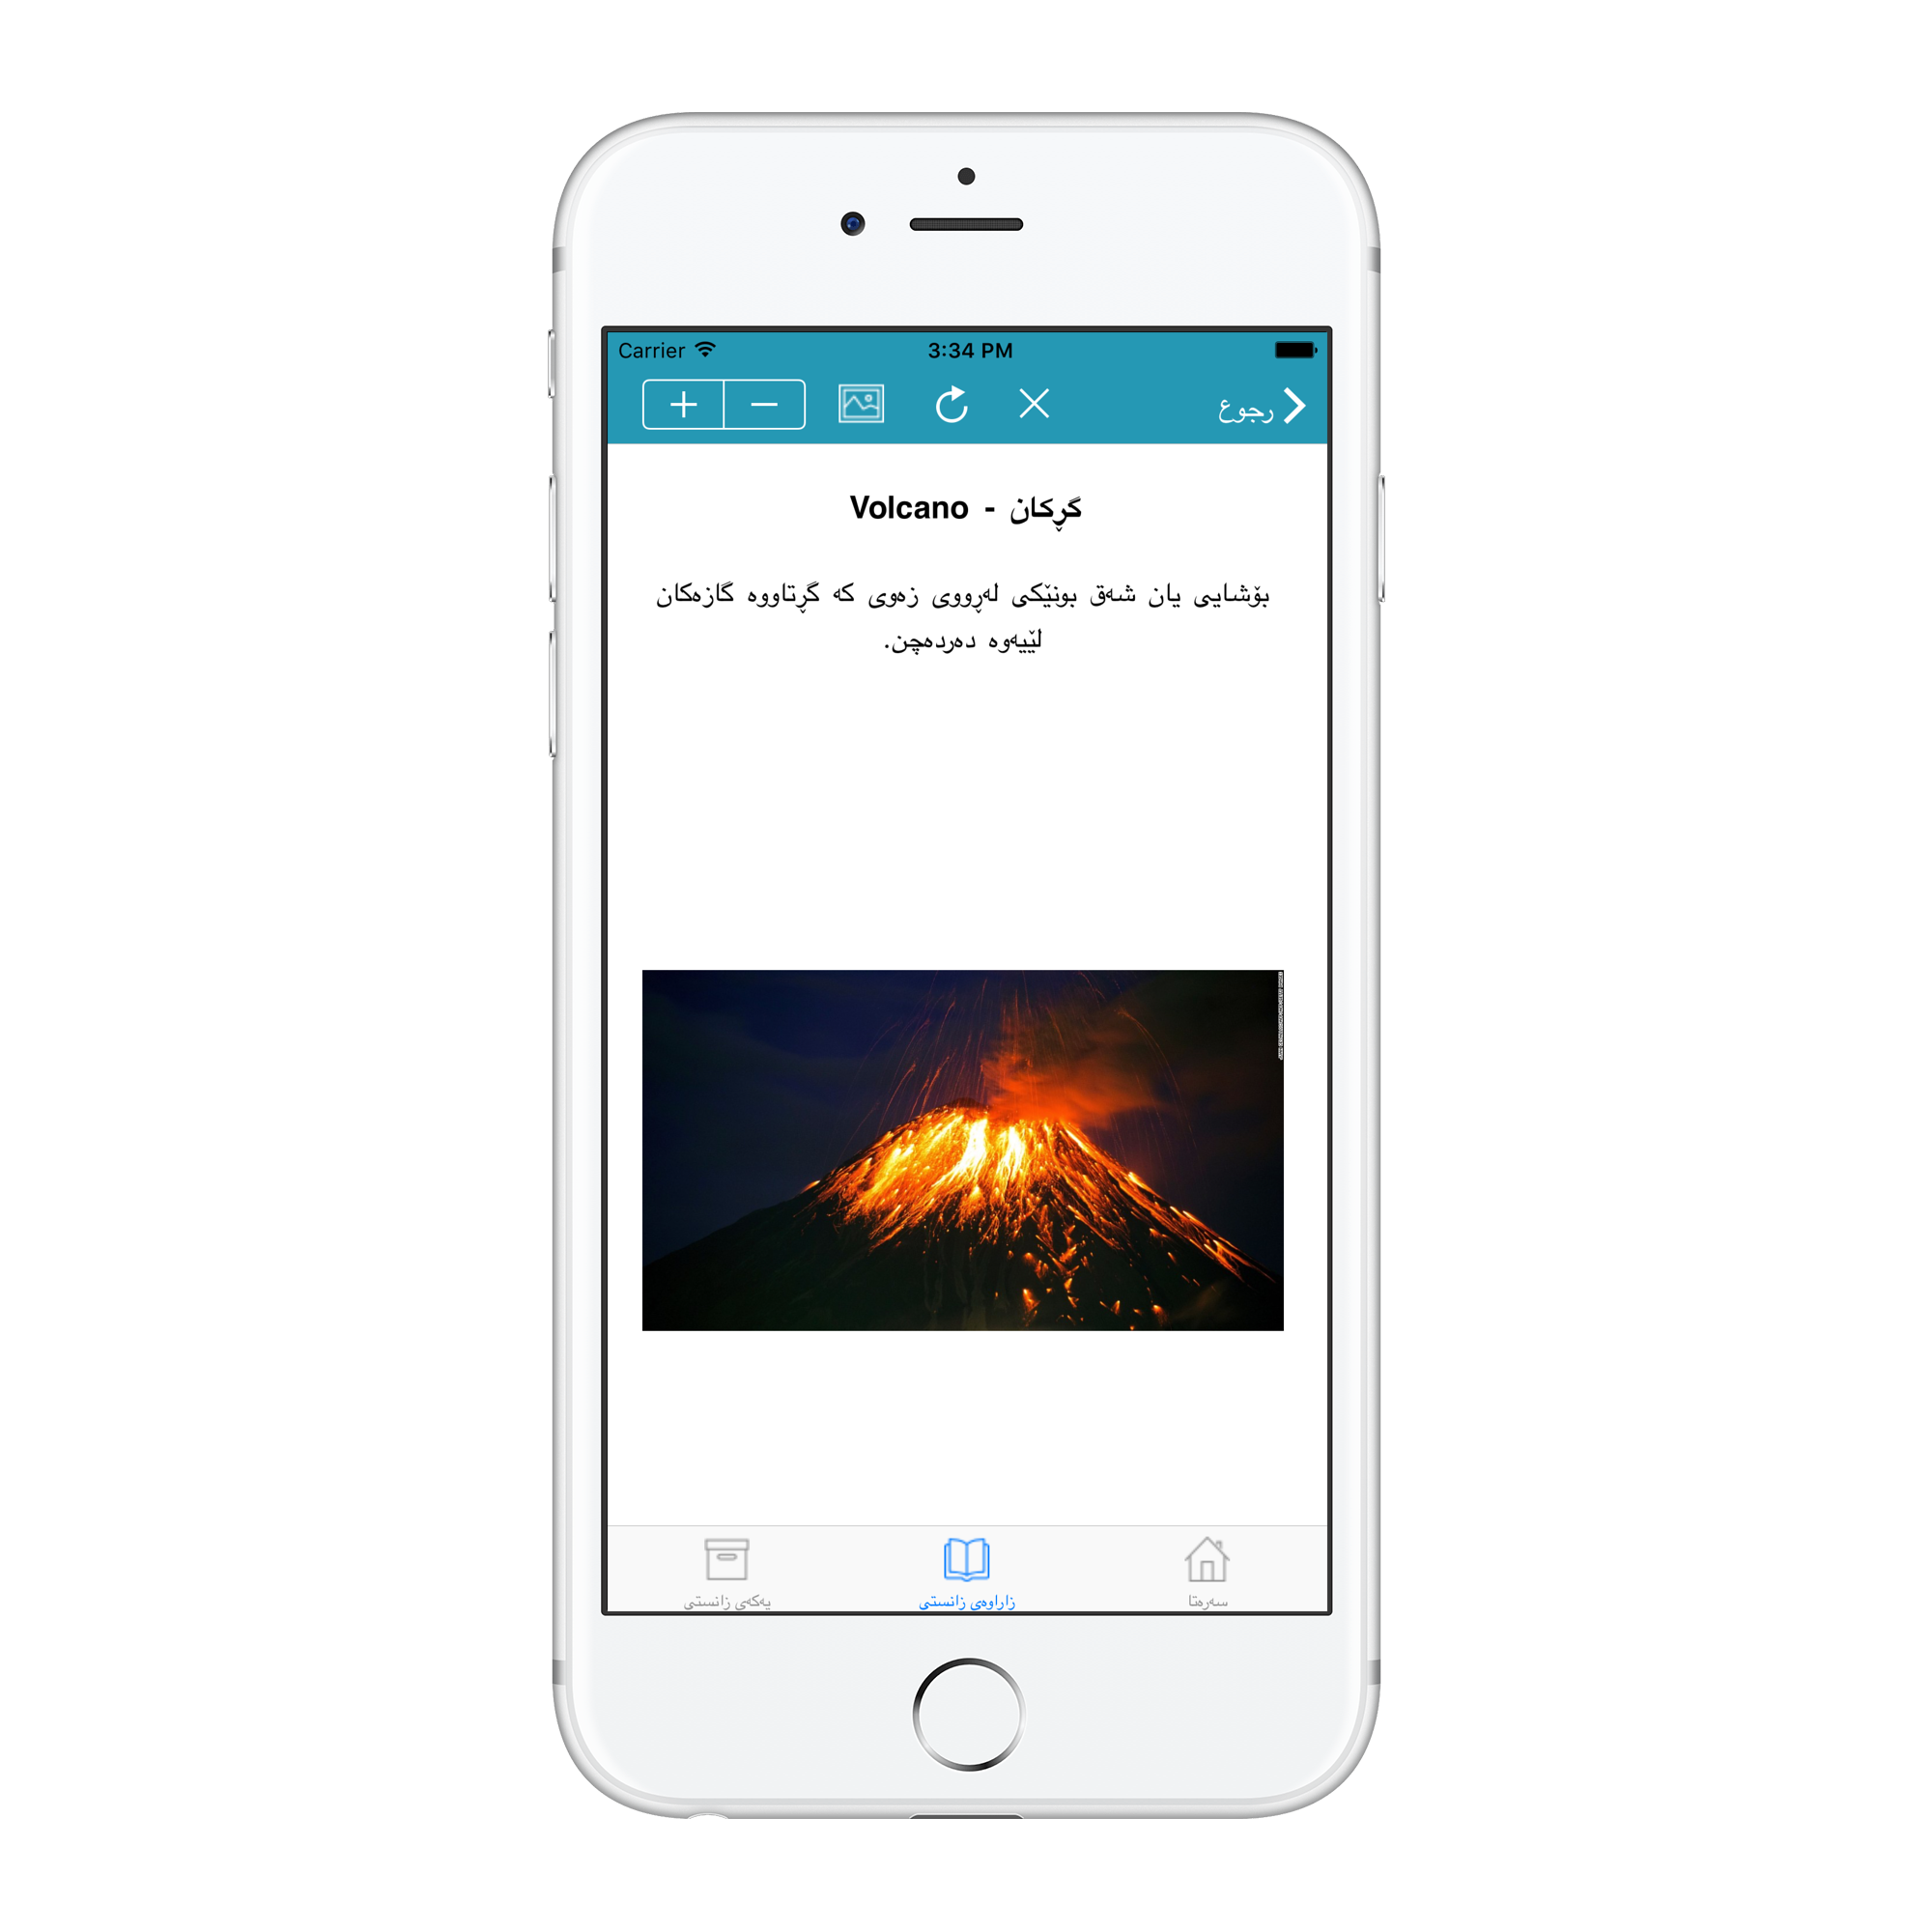 Carrier 3:34 PM
رجوع
گڕکان - Volcano
بۆشایی یان شەق بونێکی لەڕووی زەوی کە گڕتاووە گازەکان
لێیەوە دەردەچن.
سەرەتا
زاراوەی زانستی
یەکەی زانستی